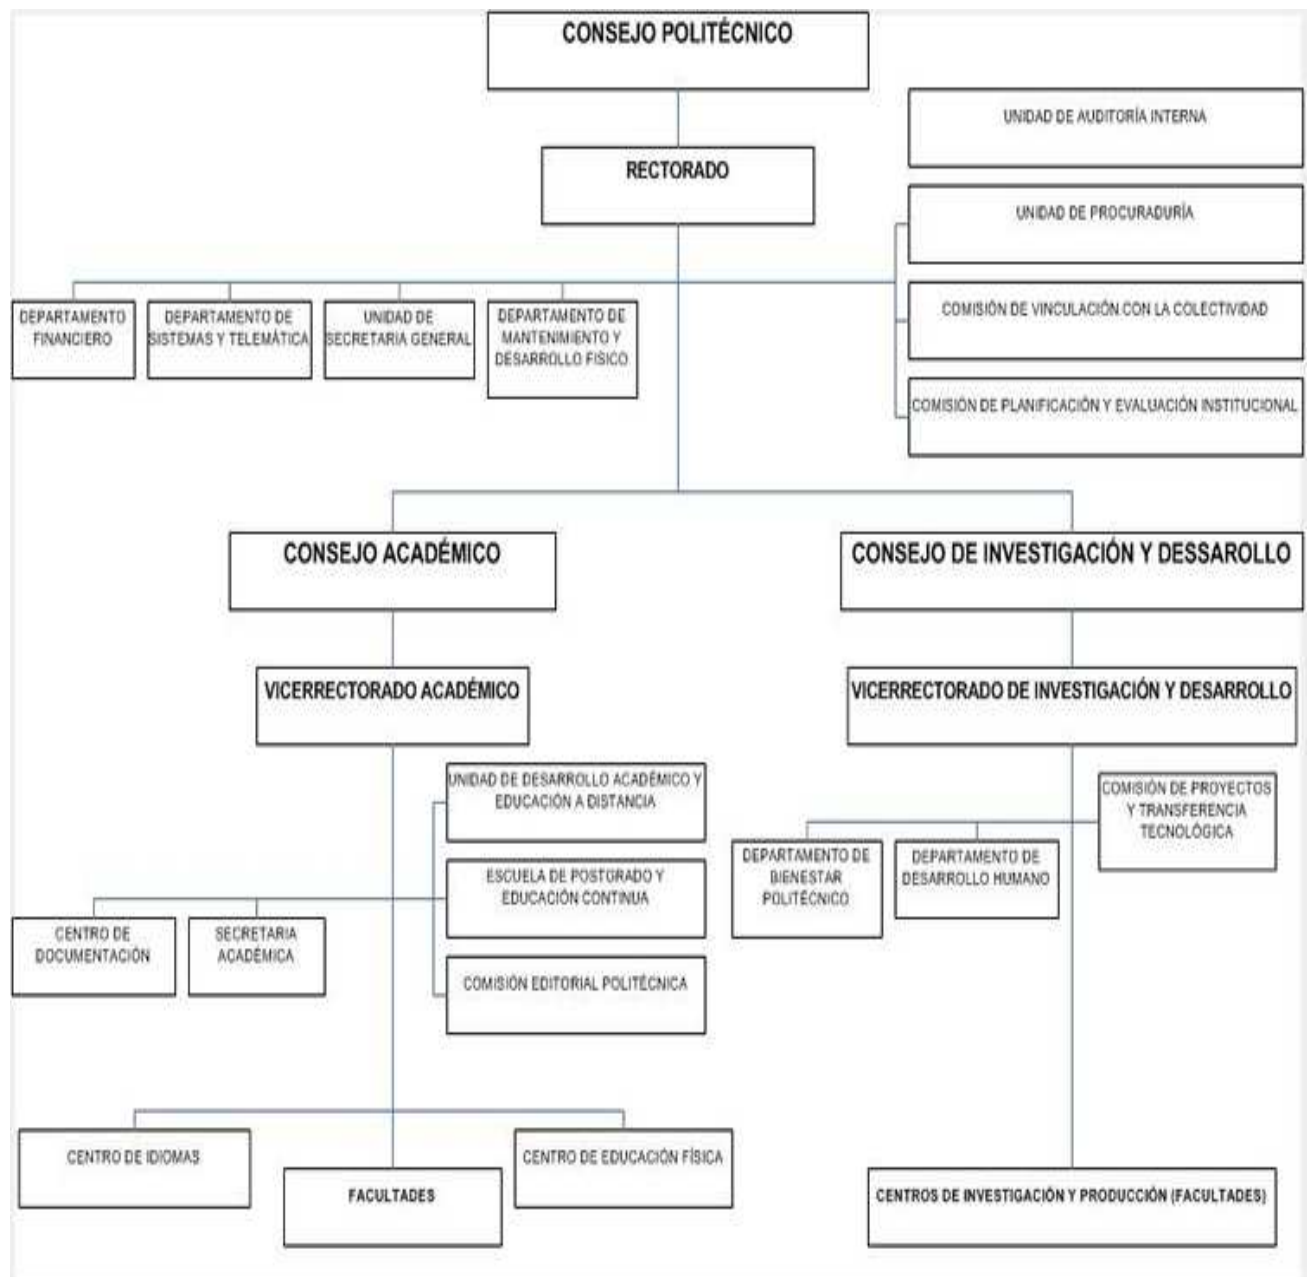 CONSEJO POLITÉCNICO
UNIDAD DE AUDITORÍA INTERNA
RECTORADO
UNIDAD DE PROCURADURÍA
DEPARTAMENTO
FINANCIERO
DEPARTAMENTO DE
SISTEMAS Y TELEMÁTICA
UNIDAD DE
SECRETARIA GENERAL
DEPARTAMENTO DE
MANTENIMIENTO Y
DESARROLLO FÍSICO
COMISIÓN DE VINCULACIÓN CON LA COLECTIVIDAD
COMISIÓN DE PLANIFICACIÓN Y EVALUACIÓN INSTITUCIONAL
CONSEJO ACADÉMICO
CONSEJO DE INVESTIGACIÓN Y DESSAROLLO
VICERRECTORADO ACADÉMICO
VICERRECTORADO DE INVESTIGACIÓN Y DESARROLLO
UNIDAD DE DESARROLLO ACADÉMICO Y
EDUCACIÓN A DISTANCIA
COMISIÓN DE PROYECTOS
Y TRANSFERENCIA
TECNOLÓGICA
DEPARTAMENTO DE
BIENESTAR
POLITÉCNICO
DEPARTAMENTO DE
DESARROLLO HUMANO
ESCUELA DE POSTGRADO Y
EDUCACIÓN CONTINUA
CENTRO DE
DOCUMENTACIÓN
SECRETARIA
ACADÉMICA
COMISIÓN EDITORIAL POLITÉCNICA
CENTRO DE IDIOMAS
CENTRO DE EDUCACIÓN FÍSICA
FACULTADES
CENTROS DE INVESTIGACIÓN Y PRODUCCIÓN (FACULTADES)